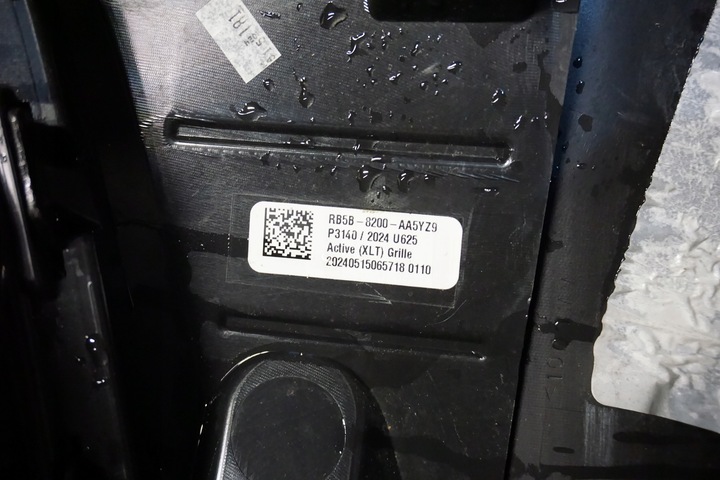 RB5B-8200-AA5YZ9
P3140 / 2024 U625
Active (XLT) Grille
20240515065718 0110